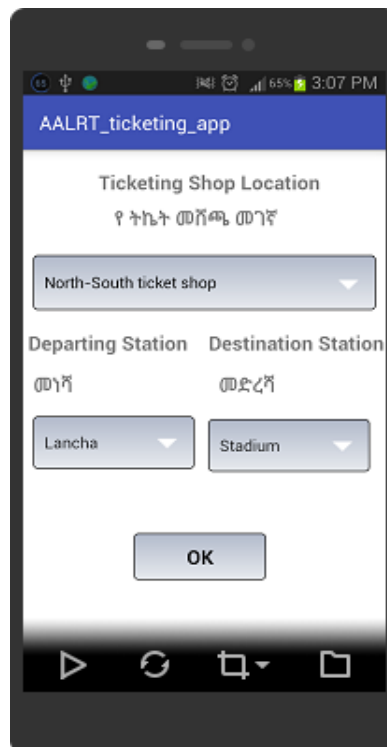 65 65% 3:07 PM
AALRT_ticketing_app
Ticketing Shop Location
የ ትኬት መሸጫ መገኛ
North-South ticket shop
Departing Station Destination Station
መነሻ መድረሻ
Lancha Stadium
OK